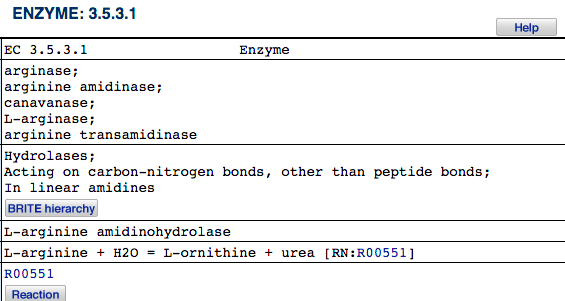 ENZYME: 3.5.3.1
Help
EC 3.5.3.1 Enzyme
arginase;
arginine amidinase;
canavanase;
L-arginase;
arginine transamidinase
Hydrolases;
Acting on carbon-nitrogen bonds, other than peptide bonds;
In linear amidines
BRITE hierarchy
L-arginine amidinohydrolase
L-arginine + H2O = L-ornithine + urea [RN:R00551]
R00551
Reaction